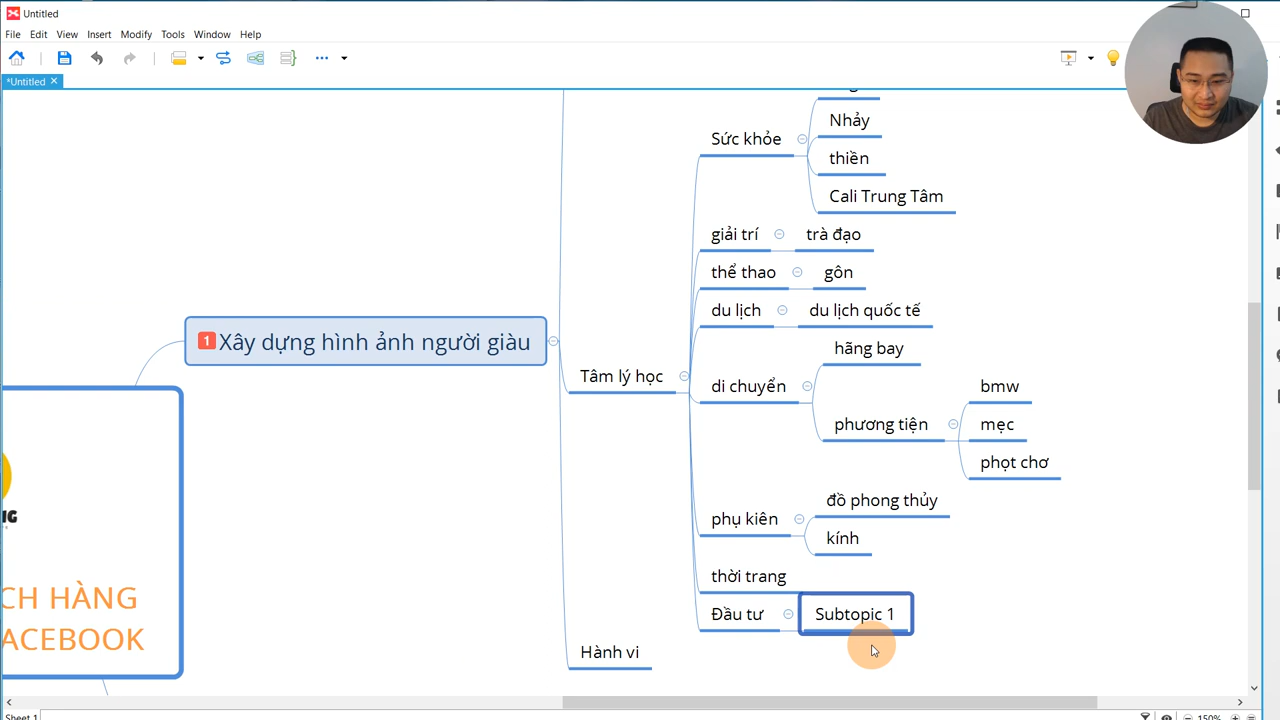 Untitled
File Edit View Insert Modify Tools Window Help
*Untitled
Sức khỏe
Nhảy
thiền
Cali Trung Tâm
giải trí
trà đạo
thể thao
gôn
du lịch
du lịch quốc tế
hãng bay
di chuyển
bmw
phương tiện
mẹc
phọt chơ
1 Xây dựng hình ảnh người giàu
Tâm lý học
đồ phong thủy
phụ kiên
kính
thời trang
Đầu tư
Subtopic 1
Hành vi
NG
CH HÀNG
ACEBOOK
Sheet 1
150%